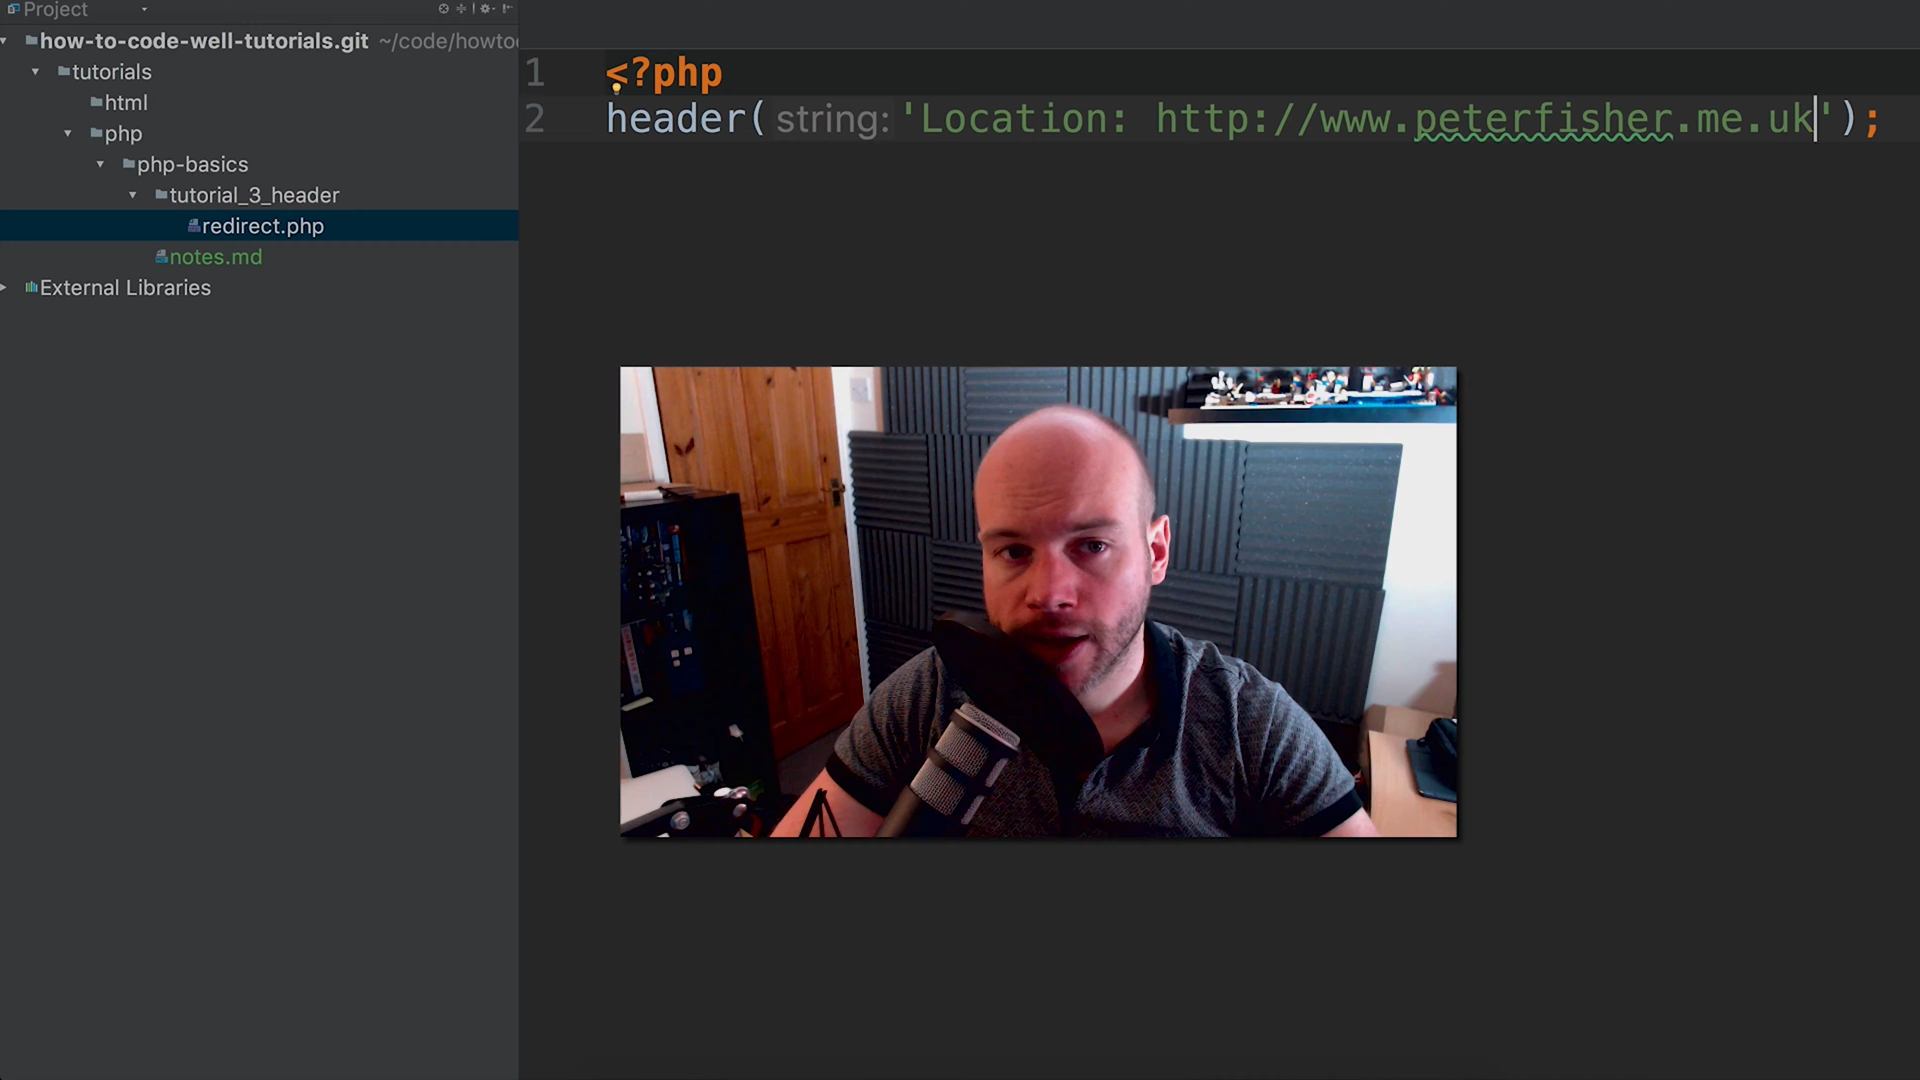 Project
how-to-code-well-tutorials.git ~/code/howto
tutorials
html
php
php-basics
tutorial_3_header
redirect.php
notes.md
External Libraries
1 <?php
2 header( string: 'Location: http://www.peterfisher.me.uk');